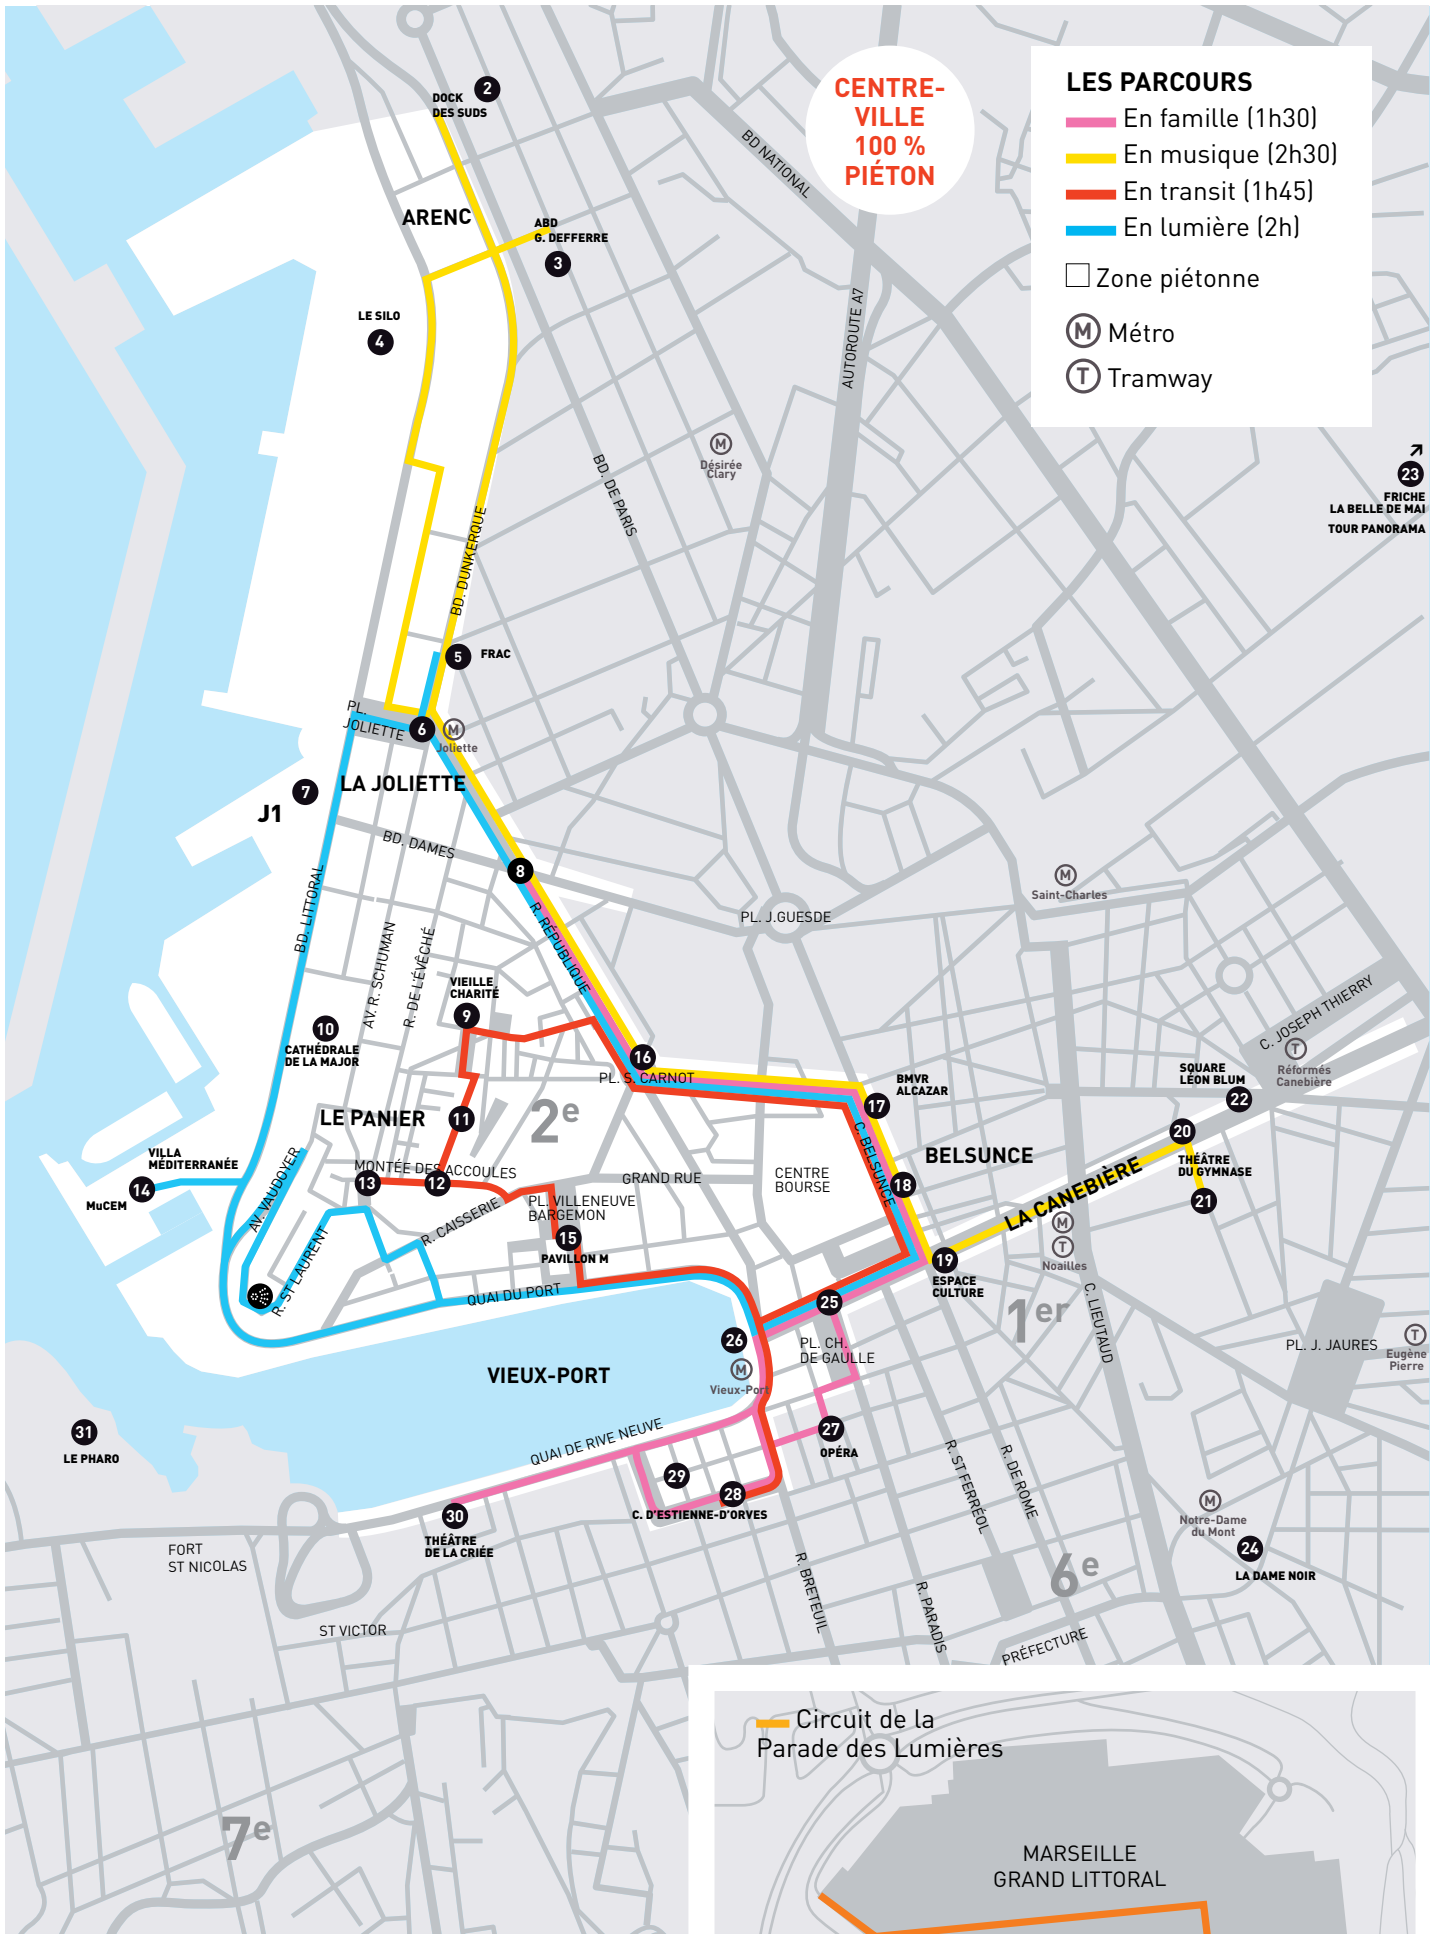 CENTRE-
VILLE
100 %
PIÉTON
LES PARCOURS
En famille (1h30)
En musique (2h30)
En transit (1h45)
En lumière (2h)
Zone piétonne
M Métro
T Tramway
2
DOCK
DES SUDS
BD NATIONAL
ARENC
ABD
G. DEFFERRE
3
LE SILO
4
AUTOROUTE A7
M
Désirée
Clary
BD. DE PARIS
23
FRICHE
LA BELLE DE MAI
TOUR PANORAMA
BD. DUNKERQUE
5
FRAC
PL.
JOLIETTE
6
M
Joliette
LA JOLIETTE
7
J1
BD. DAMES
8
M
Saint-Charles
PL. J.GUESDE
BD. LITTORAL
R. RÉPUBLIQUE
AV. R. SCHUMAN
R. DE L'ÉVÊCHÉ
VIEILLE
CHARITÉ
9
10
CATHÉDRALE
DE LA MAJOR
C. JOSEPH THIERRY
T
Réformés
Canebière
16
PL. S. CARNOT
SQUARE
LÉON BLUM
22
BMVR
ALCAZAR
17
LE PANIER
11
2e
20
THÉÂTRE
DU GYMNASE
C. BELSUNCE
BELSUNCE
VILLA
MÉDITERRANÉE
14
MuCEM
AV. VAUDOYER
MONTÉE DES ACCOULES
13
12
GRAND RUE
CENTRE
BOURSE
18
21
LA CANEBIÈRE
PL. VILLENEUVE
BARGEMON
R. CAISSERIE
15
PAVILLON M
M
T
Noailles
19
ESPACE
CULTURE
R. ST LAURENT
QUAI DU PORT
25
1er
C. LIEUTAUD
26
PL. CH.
DE GAULLE
PL. J. JAURES
T
Eugène
Pierre
VIEUX-PORT
M
Vieux-Port
31
LE PHARO
QUAI DE RIVE NEUVE
27
OPÉRA
R. ST FERRÉOL
R. DE ROME
29
28
C. D'ESTIENNE-D'ORVES
30
THÉÂTRE
DE LA CRIÉE
M
Notre-Dame
du Mont
24
LA DAME NOIR
FORT
ST NICOLAS
6e
R. BRETEUIL
R. PARADIS
ST VICTOR
PRÉFECTURE
7e
Circuit de la
Parade des Lumières
MARSEILLE
GRAND LITTORAL